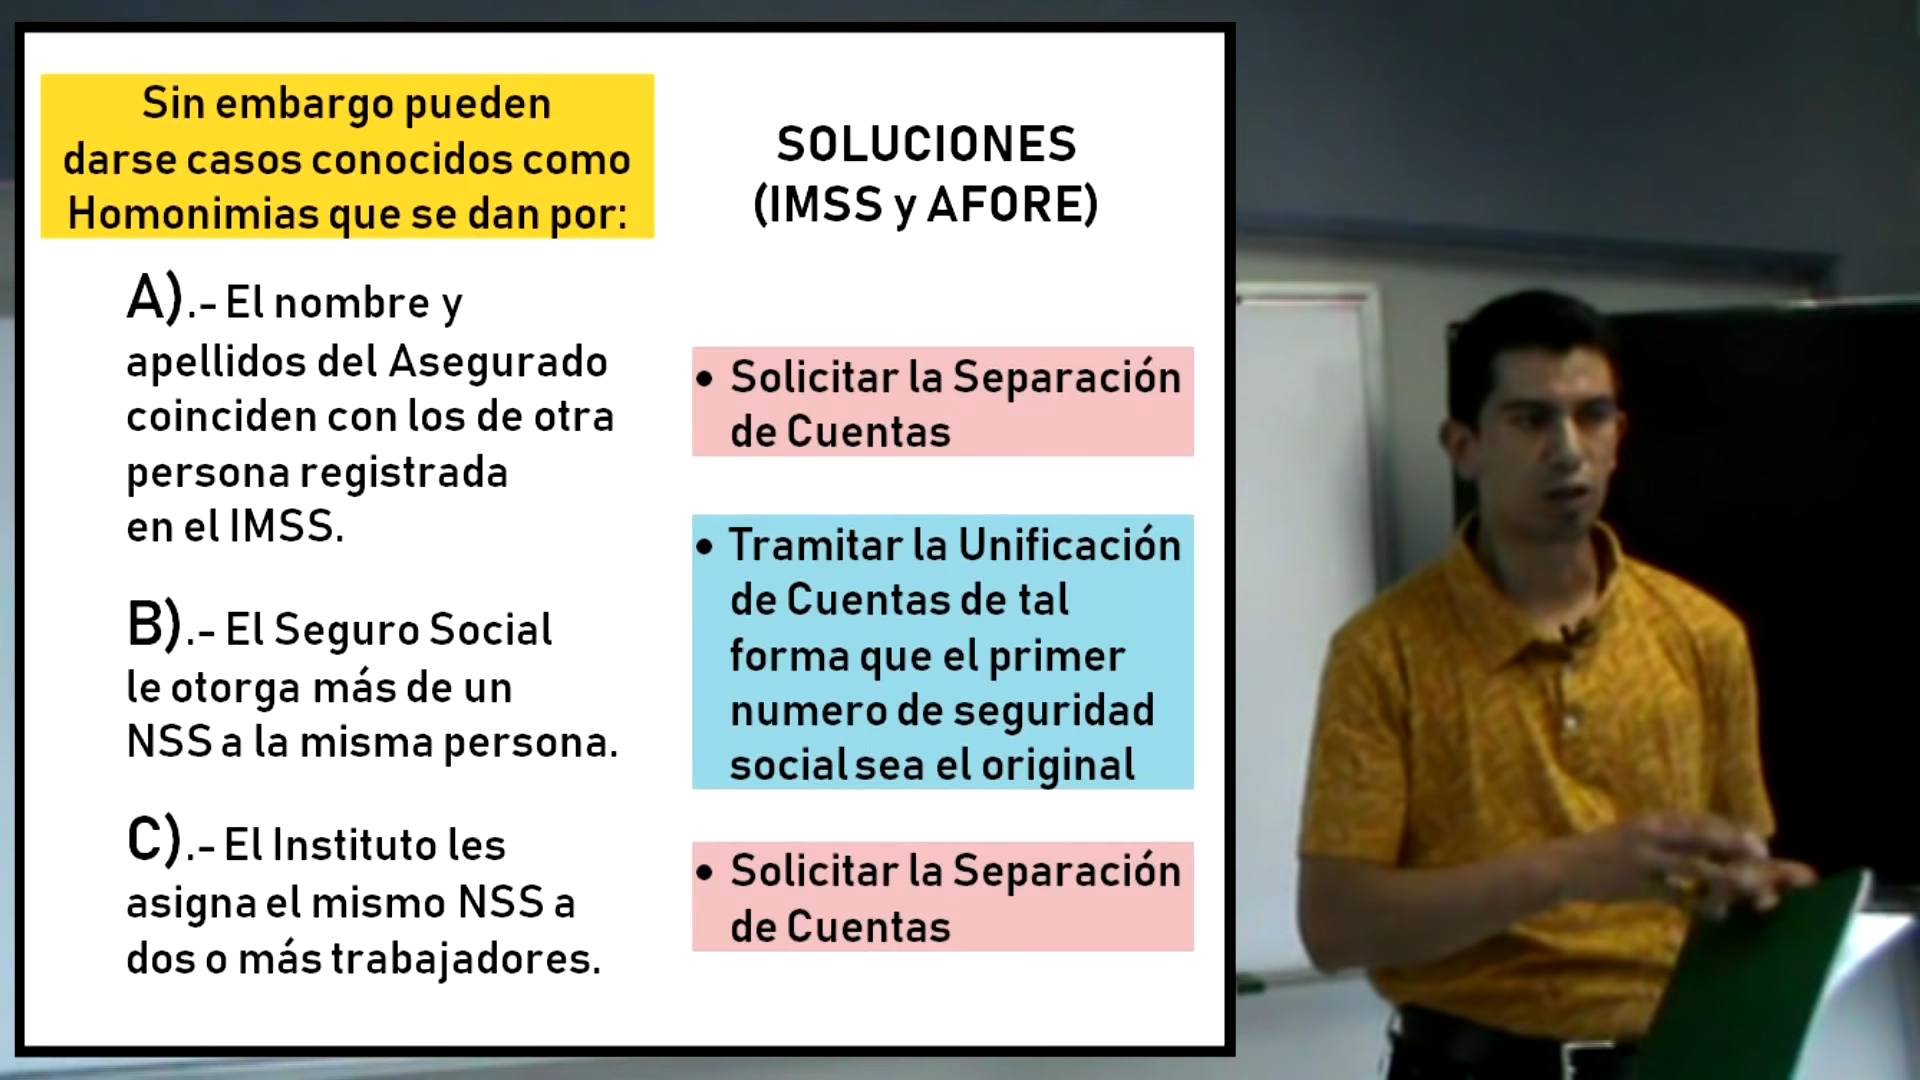 Sin embargo pueden
darse casos conocidos como
Homonimias que se dan por:
A).- El nombre y
apellidos del Asegurado
coinciden con los de otra
persona registrada
en el IMSS.
B).- El Seguro Social
le otorga más de un
NSS a la misma persona.
C).- El Instituto les
asigna el mismo NSS a
dos o más trabajadores.
SOLUCIONES
(IMSS y AFORE)
• Solicitar la Separación
de Cuentas
• Tramitar la Unificación
de Cuentas de tal
forma que el primer
numero de seguridad
social sea el original
• Solicitar la Separación
de Cuentas